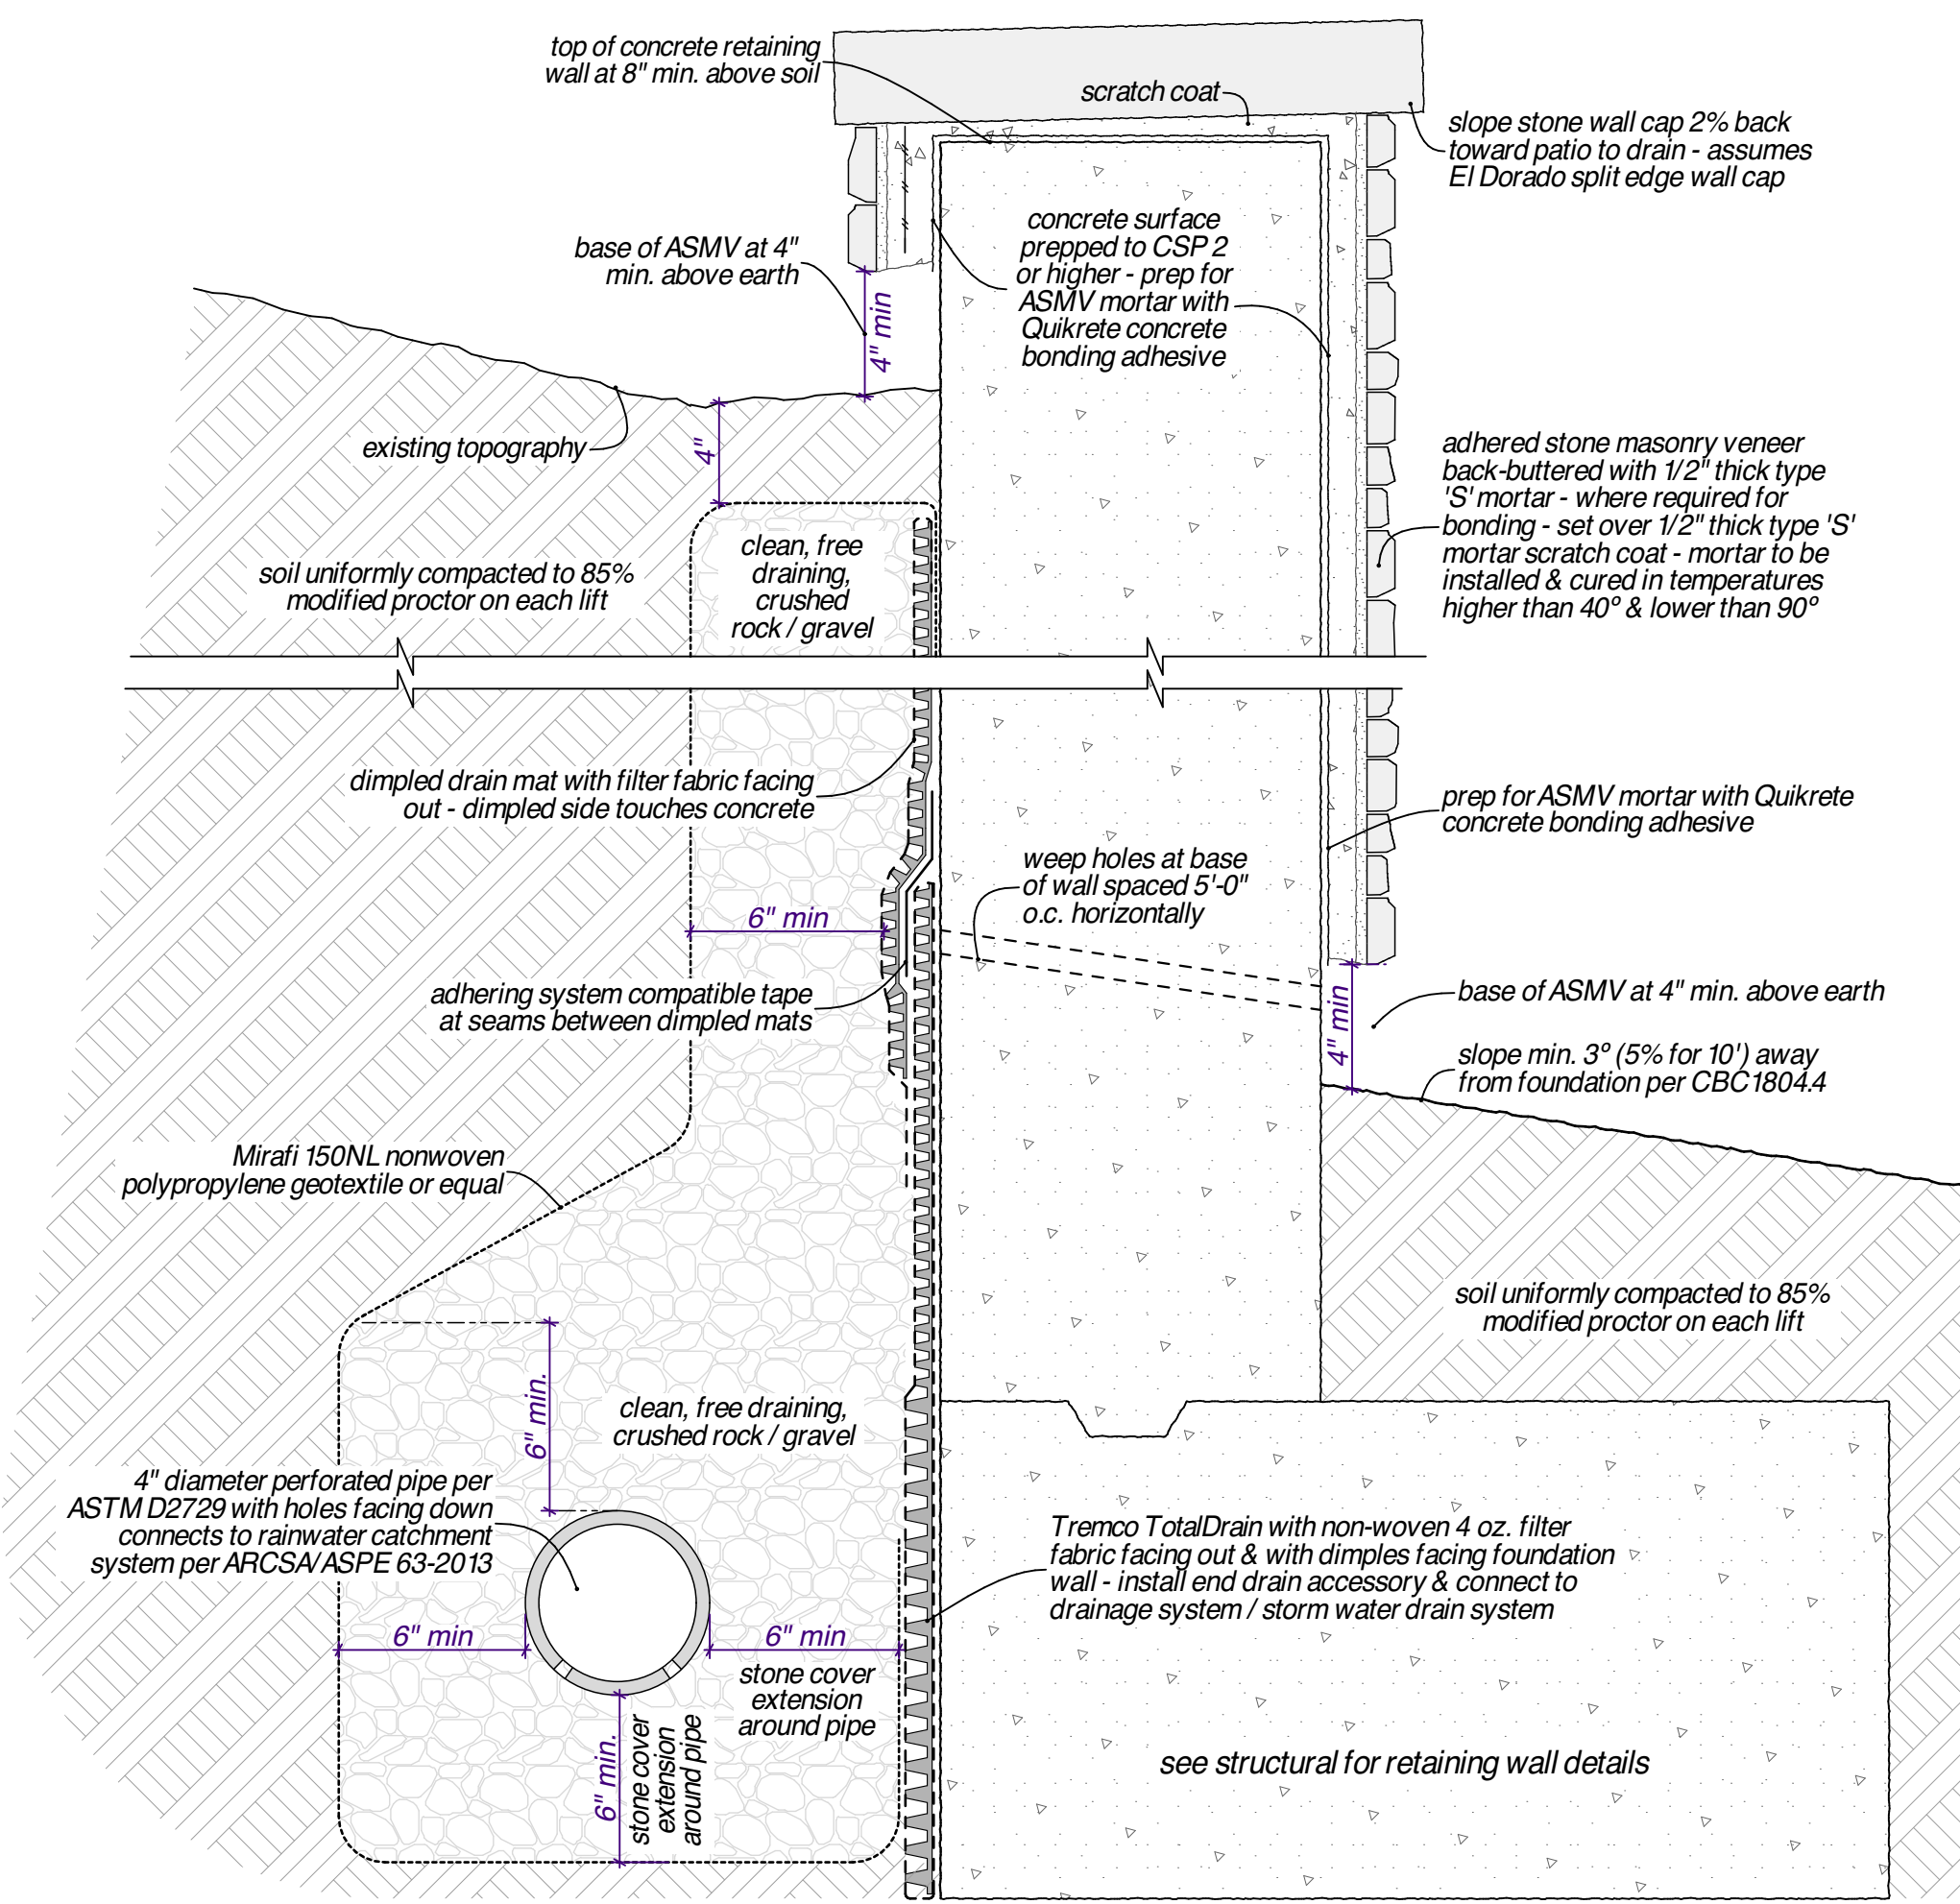 top of concrete retaining
wall at 8" min. above soil
scratch coat
slope stone wall cap 2% back
toward patio to drain - assumes
El Dorado split edge wall cap
base of ASMV at 4"
min. above earth
4" min
concrete surface
prepped to CSP 2
or higher - prep for
ASMV mortar with
Quikrete concrete
bonding adhesive
existing topography
4"
adhered stone masonry veneer
back-buttered with 1/2" thick type
'S' mortar - where required for
bonding - set over 1/2" thick type 'S'
mortar scratch coat - mortar to be
installed & cured in temperatures
higher than 40º & lower than 90º
soil uniformly compacted to 85%
modified proctor on each lift
clean, free
draining,
crushed
rock / gravel
dimpled drain mat with filter fabric facing
out - dimpled side touches concrete
prep for ASMV mortar with Quikrete
concrete bonding adhesive
weep holes at base
of wall spaced 5'-0"
o.c. horizontally
6" min
adhering system compatible tape
at seams between dimpled mats
base of ASMV at 4" min. above earth
4" min
slope min. 3º (5% for 10') away
from foundation per CBC1804.4
Mirafi 150NL nonwoven
polypropylene geotextile or equal
soil uniformly compacted to 85%
modified proctor on each lift
6" min.
clean, free draining,
crushed rock / gravel
4" diameter perforated pipe per
ASTM D2729 with holes facing down
connects to rainwater catchment
system per ARCSA/ASPE 63-2013
Tremco TotalDrain with non-woven 4 oz. filter
fabric facing out & with dimples facing foundation
wall - install end drain accessory & connect to
drainage system / storm water drain system
6" min
6" min
stone cover
extension
around pipe
6" min.
stone cover
extension
around pipe
see structural for retaining wall details